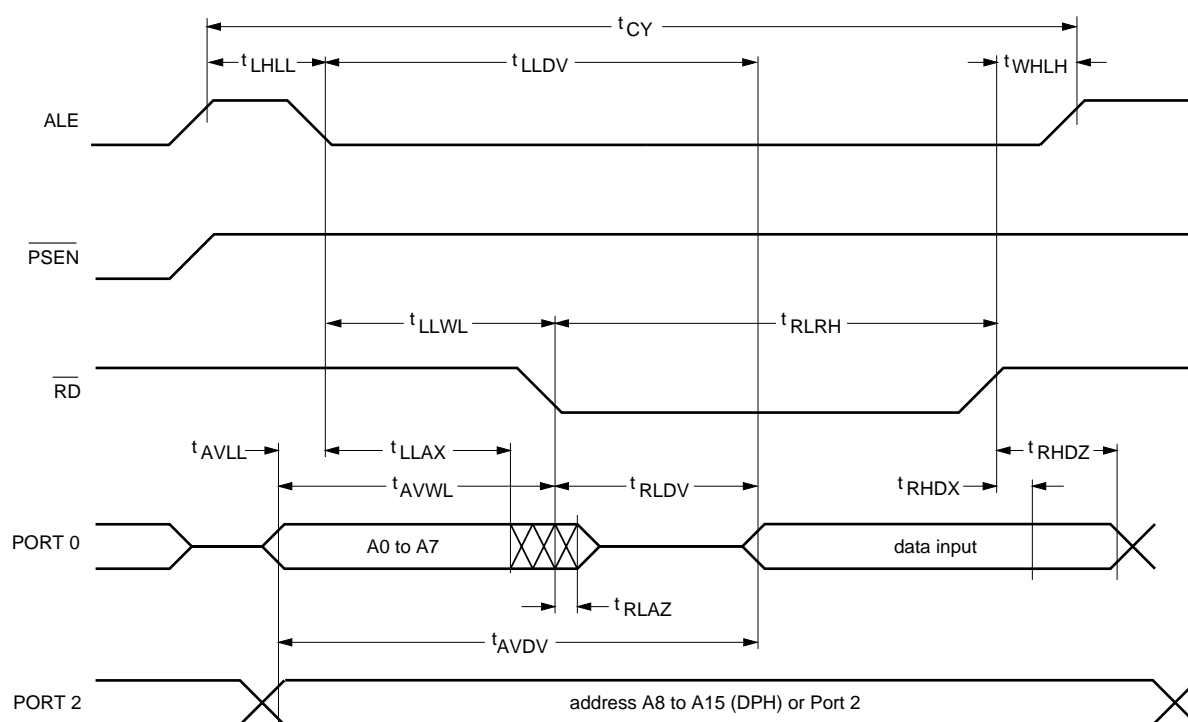 tCY
tLHLL
tLLDV
tWHLH
ALE
PSEN
tLLWL
tRLRH
RD
tAVLL
tLLAX
tRHDZ
tAVWL
tRLDV
tRHDX
PORT 0
A0 to A7
data input
tRLAZ
tAVDV
PORT 2
address A8 to A15 (DPH) or Port 2